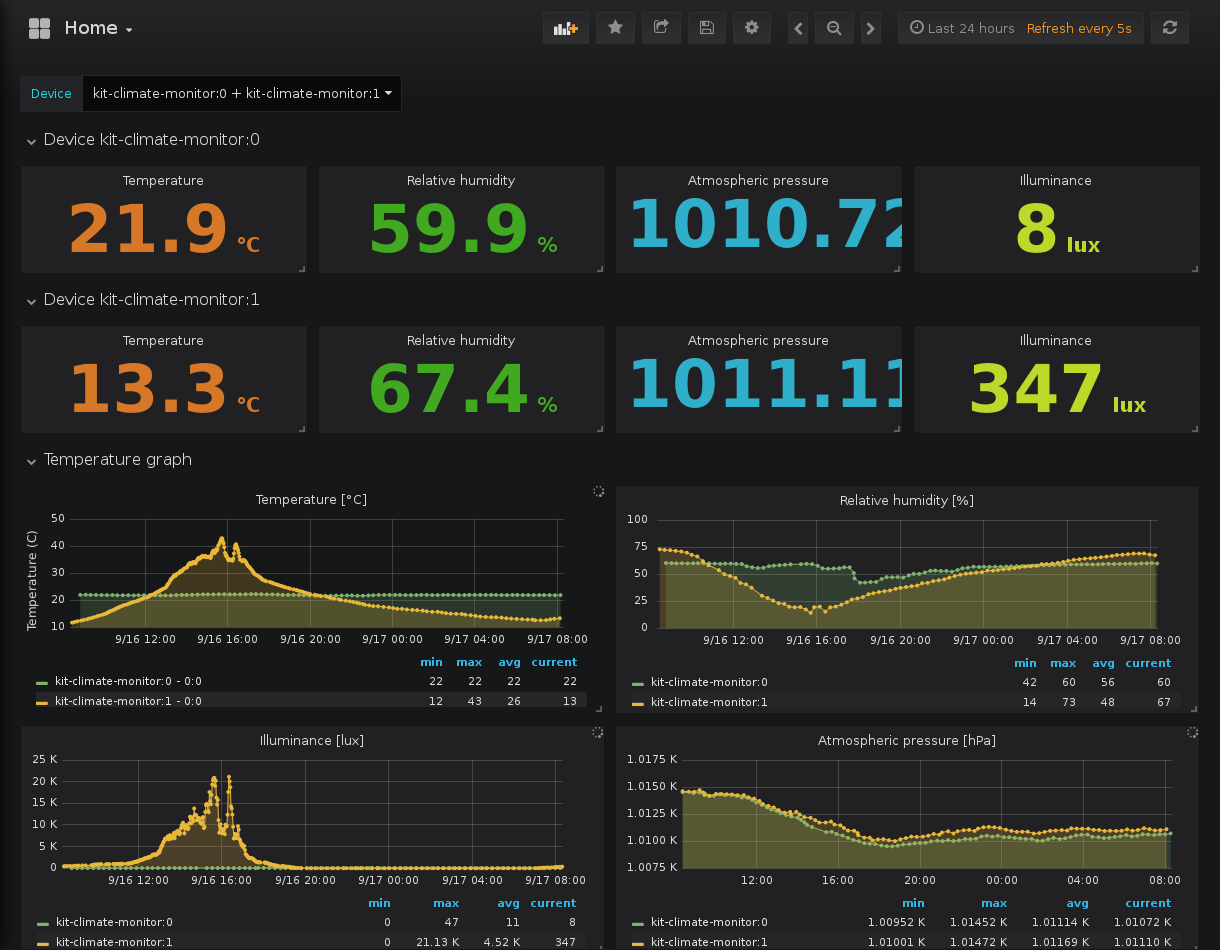 Home
Last 24 hours Refresh every 5s
Device kit-climate-monitor:0 + kit-climate-monitor:1
Device kit-climate-monitor:0
Temperature Relative humidity Atmospheric pressure Illuminance
21.9 °C 59.9 % 1010.72 8 lux
Device kit-climate-monitor:1
Temperature Relative humidity Atmospheric pressure Illuminance
13.3 °C 67.4 % 1011.11 347 lux
Temperature graph
Temperature [°C]
Temperature (C)
50
40
30
20
10
9/16 12:00 9/16 16:00 9/16 20:00 9/17 00:00 9/17 04:00 9/17 08:00
min max avg current
kit-climate-monitor:0 - 0:0 22 22 22 22
kit-climate-monitor:1 - 0:0 12 43 26 13
Relative humidity [%]
100
75
50
25
0
9/16 12:00 9/16 16:00 9/16 20:00 9/17 00:00 9/17 04:00 9/17 08:00
min max avg current
kit-climate-monitor:0 42 60 56 60
kit-climate-monitor:1 14 73 48 67
Illuminance [lux]
25 K
20 K
15 K
10 K
5 K
0
9/16 12:00 9/16 16:00 9/16 20:00 9/17 00:00 9/17 04:00 9/17 08:00
min max avg current
kit-climate-monitor:0 0 47 11 8
kit-climate-monitor:1 0 21.13 K 4.52 K 347
Atmospheric pressure [hPa]
1.0175 K
1.0150 K
1.0125 K
1.0100 K
1.0075 K
12:00 16:00 20:00 00:00 04:00 08:00
min max avg current
kit-climate-monitor:0 1.00952 K 1.01452 K 1.01114 K 1.01072 K
kit-climate-monitor:1 1.01001 K 1.01472 K 1.01169 K 1.01110 K